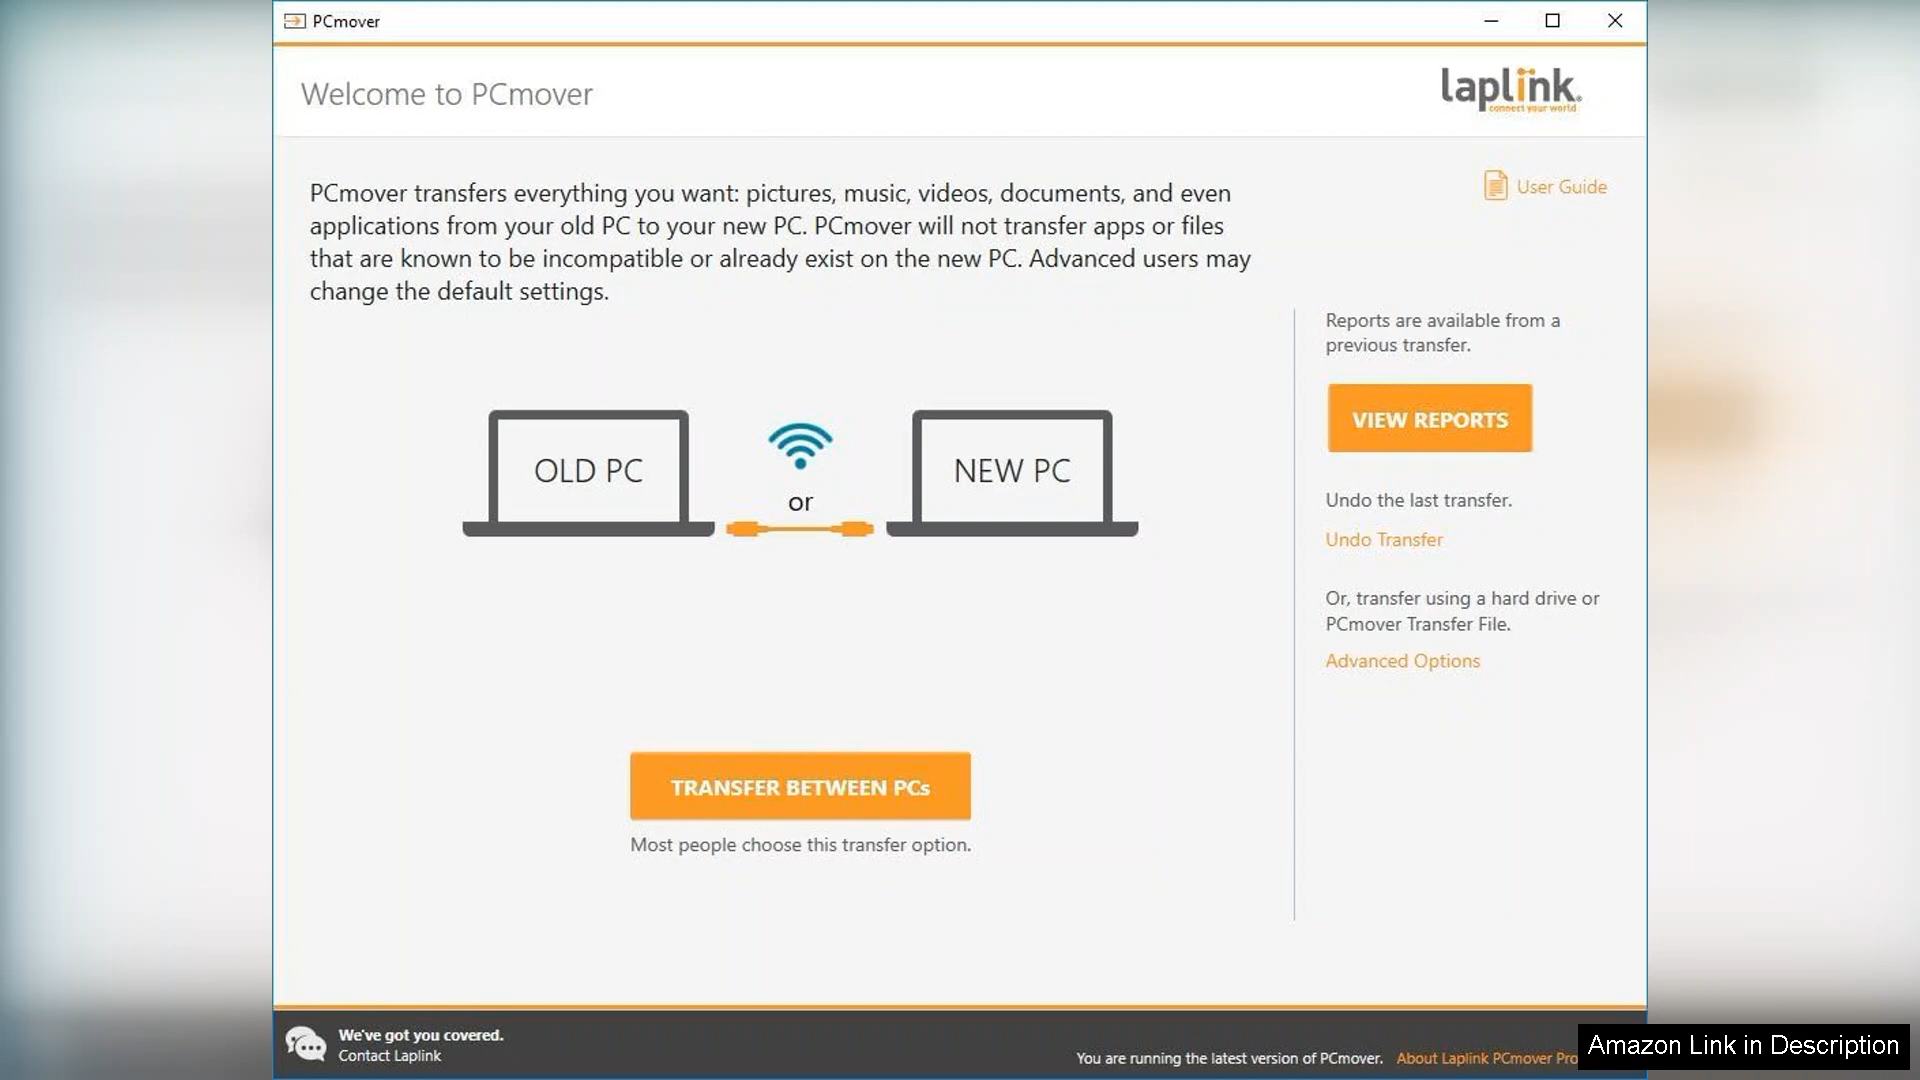 PCmover
Welcome to PCmover
laplink®
connect your world
User Guide
PCmover transfers everything you want: pictures, music, videos, documents, and even
applications from your old PC to your new PC. PCmover will not transfer apps or files
that are known to be incompatible or already exist on the new PC. Advanced users may
change the default settings.
OLD PC
or
NEW PC
TRANSFER BETWEEN PCs
Most people choose this transfer option.
Reports are available from a
previous transfer.
VIEW REPORTS
Undo the last transfer.
Undo Transfer
Or, transfer using a hard drive or
PCmover Transfer File.
Advanced Options
We've got you covered.
Contact Laplink
You are running the latest version of PCmover. About Laplink PCmover Pro
Amazon Link in Description